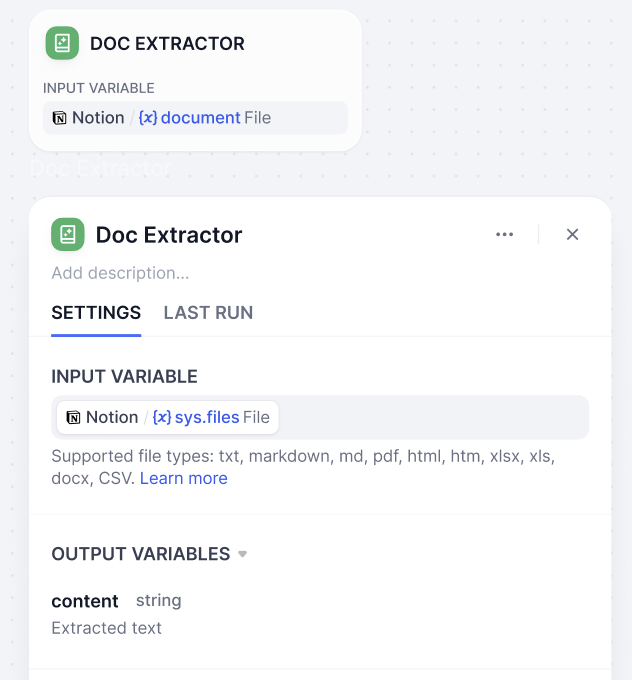 DOC EXTRACTOR
INPUT VARIABLE
Notion / {x} document File
Doc Extractor
Doc Extractor
Add description...
SETTINGS LAST RUN
INPUT VARIABLE
Notion / {x} sys.files File
Supported file types: txt, markdown, md, pdf, html, htm, xlsx, xls,
docx, CSV. Learn more
OUTPUT VARIABLES
content string
Extracted text